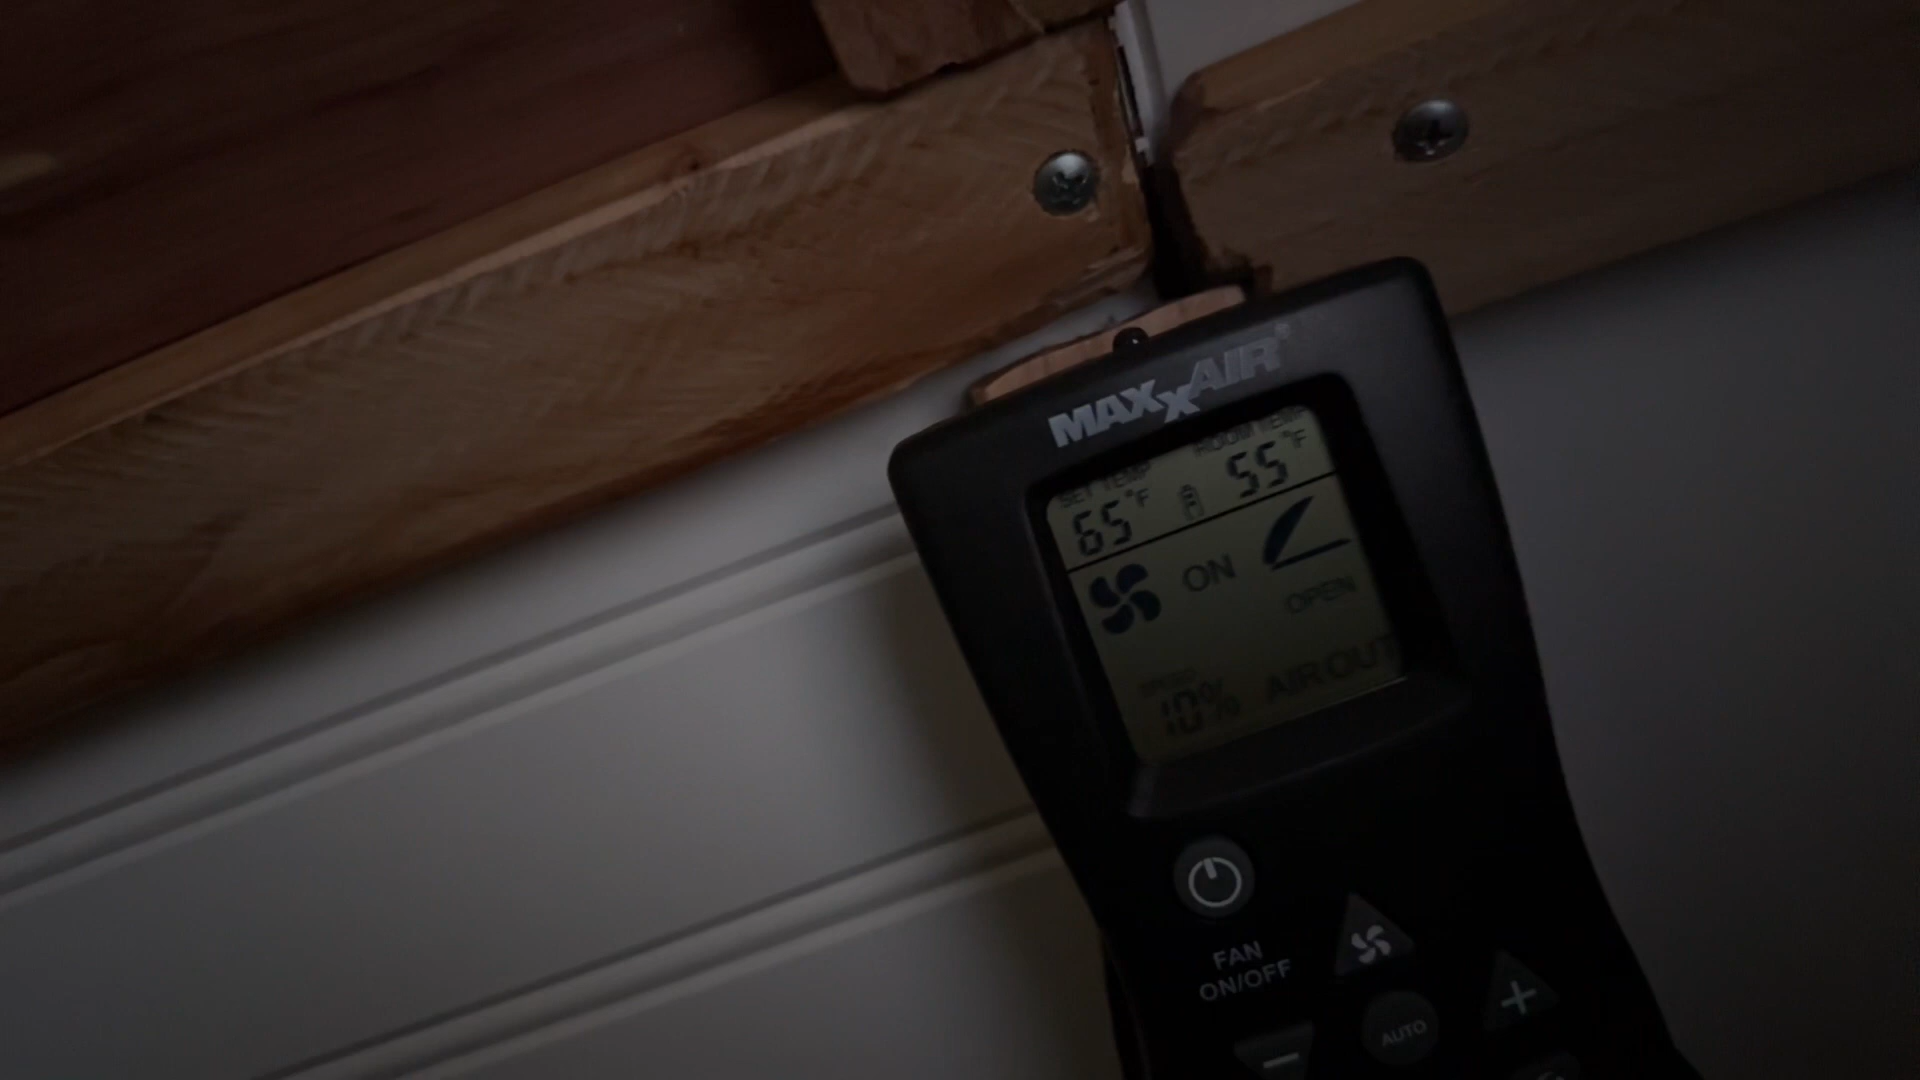 MAXXAIR®
SET TEMP ROOM TEMP
65°F 55°F
ON
OPEN
SPEED
10% AIR OUT
FAN
ON/OFF
+
AUTO
-